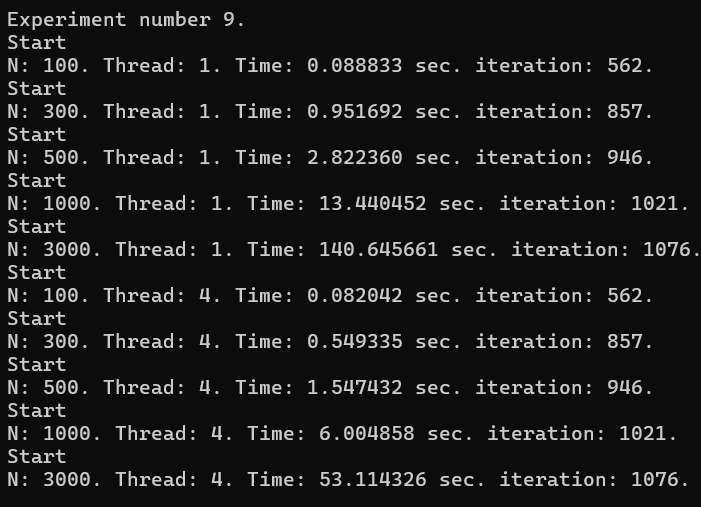 Experiment number 9.
Start
N: 100. Thread: 1. Time: 0.088833 sec. iteration: 562.
Start
N: 300. Thread: 1. Time: 0.951692 sec. iteration: 857.
Start
N: 500. Thread: 1. Time: 2.822360 sec. iteration: 946.
Start
N: 1000. Thread: 1. Time: 13.440452 sec. iteration: 1021.
Start
N: 3000. Thread: 1. Time: 140.645661 sec. iteration: 1076.
Start
N: 100. Thread: 4. Time: 0.082042 sec. iteration: 562.
Start
N: 300. Thread: 4. Time: 0.549335 sec. iteration: 857.
Start
N: 500. Thread: 4. Time: 1.547432 sec. iteration: 946.
Start
N: 1000. Thread: 4. Time: 6.004858 sec. iteration: 1021.
Start
N: 3000. Thread: 4. Time: 53.114326 sec. iteration: 1076.